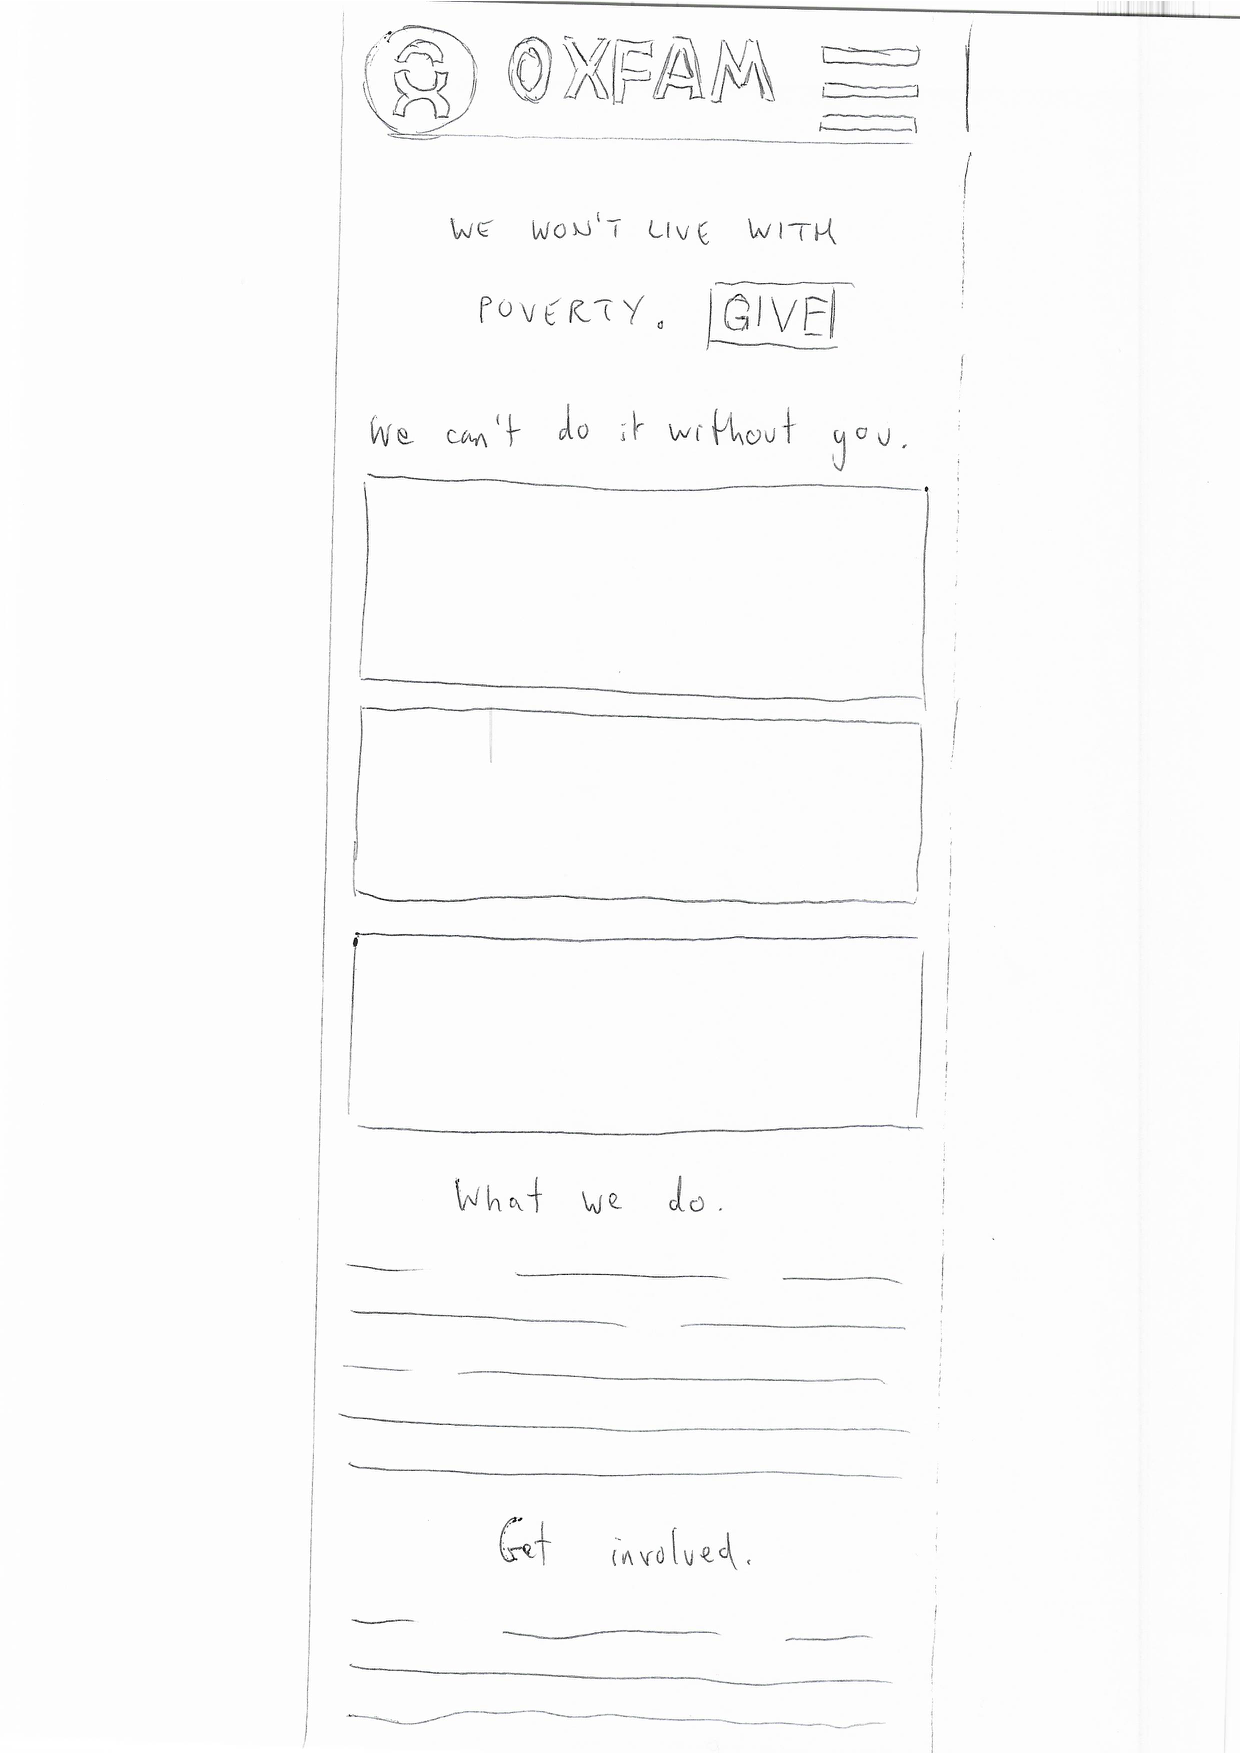 OXFAM
WE WON'T LIVE WITH
POVERTY. GIVE
We can't do it without you.
What we do.
Get involved.